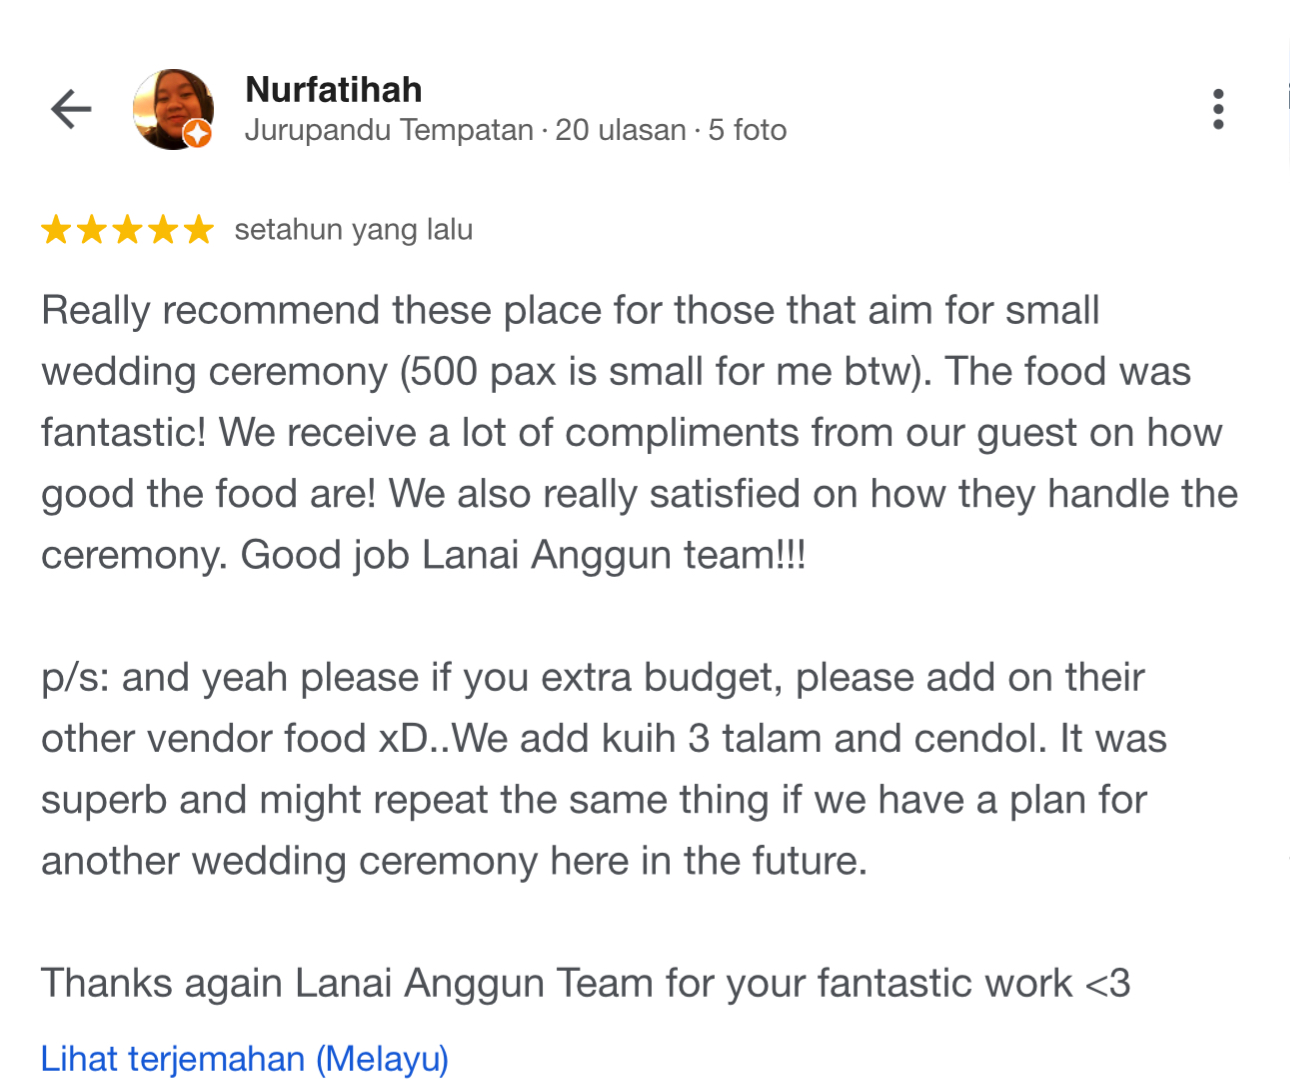 Nurfatihah
Jurupandu Tempatan · 20 ulasan · 5 foto
setahun yang lalu
Really recommend these place for those that aim for small
wedding ceremony (500 pax is small for me btw). The food was
fantastic! We receive a lot of compliments from our guest on how
good the food are! We also really satisfied on how they handle the
ceremony. Good job Lanai Anggun team!!!
p/s: and yeah please if you extra budget, please add on their
other vendor food xD..We add kuih 3 talam and cendol. It was
superb and might repeat the same thing if we have a plan for
another wedding ceremony here in the future.
Thanks again Lanai Anggun Team for your fantastic work <3
Lihat terjemahan (Melayu)